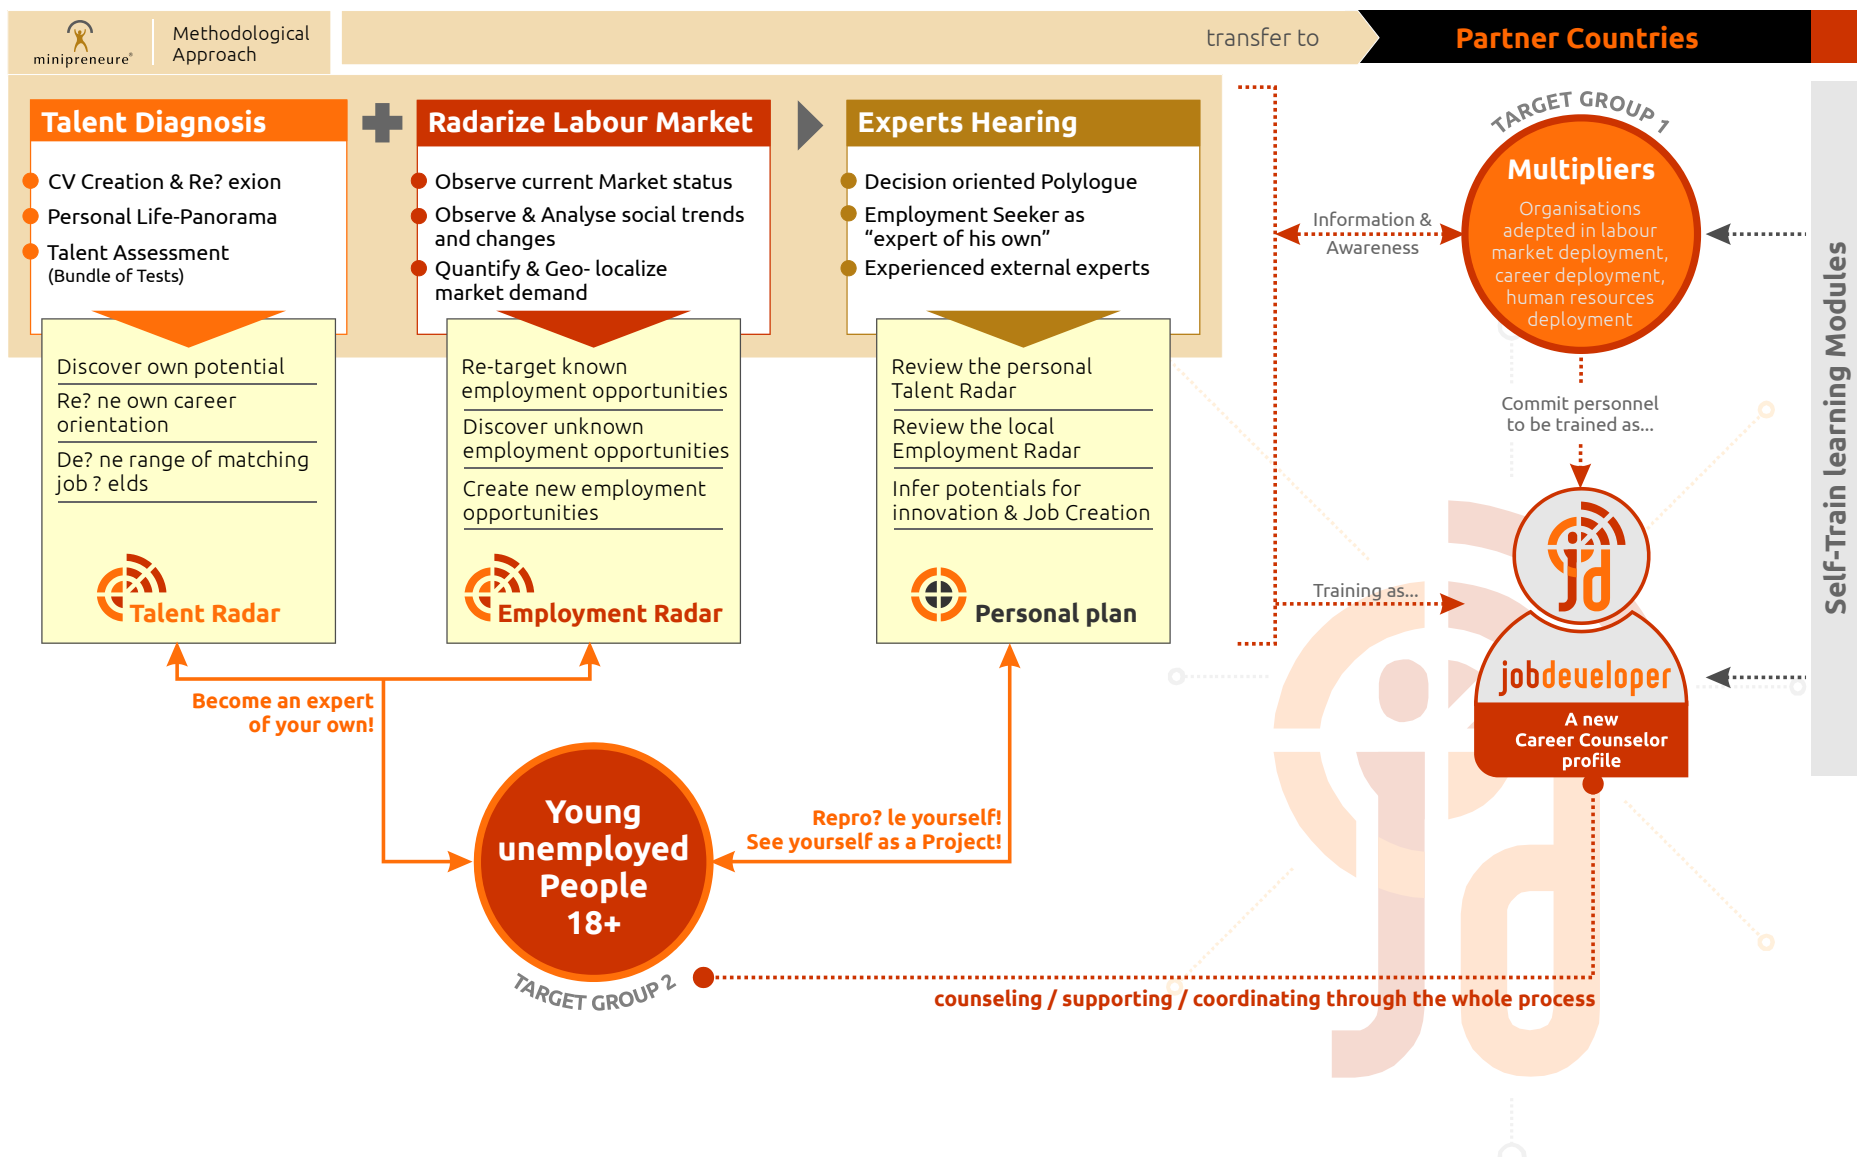 minipreneure®
Methodological
Approach
transfer to
Partner Countries
Talent Diagnosis
CV Creation & Re? exion
Personal Life-Panorama
Talent Assessment
(Bundle of Tests)
Discover own potential
Re? ne own career
orientation
De? ne range of matching
job ? elds
Talent Radar
Radarize Labour Market
Observe current Market status
Observe & Analyse social trends
and changes
Quantify & Geo- localize
market demand
Re-target known
employment opportunities
Discover unknown
employment opportunities
Create new employment
opportunities
Employment Radar
Experts Hearing
Decision oriented Polylogue
Employment Seeker as
“expert of his own”
Experienced external experts
Review the personal
Talent Radar
Review the local
Employment Radar
Infer potentials for
innovation & Job Creation
Personal plan
Become an expert
of your own!
Young
unemployed
People
18+
TARGET GROUP 2
Repro? le yourself!
See yourself as a Project!
Information &
Awareness
Training as...
TARGET GROUP 1
Multipliers
Organisations
adepted in labour
market deployment,
career deployment,
human resources
deployment
Commit personnel
to be trained as...
jd
jobdeveloper
A new
Career Counselor
profile
counseling / supporting / coordinating through the whole process
Self-Train learning Modules
jd